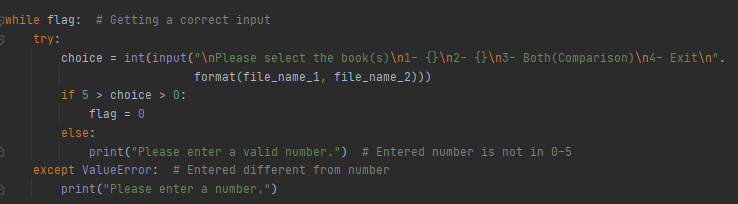 while flag:  # Getting a correct input
    try:
        choice = int(input("\nPlease select the book(s)\n1- {}\n2- {}\n3- Both(Comparison)\n4- Exit\n".
                           format(file_name_1, file_name_2)))
        if 5 > choice > 0:
            flag = 0
        else:
            print("Please enter a valid number.")  # Entered number is not in 0-5
    except ValueError:  # Entered different from number
        print("Please enter a number.")